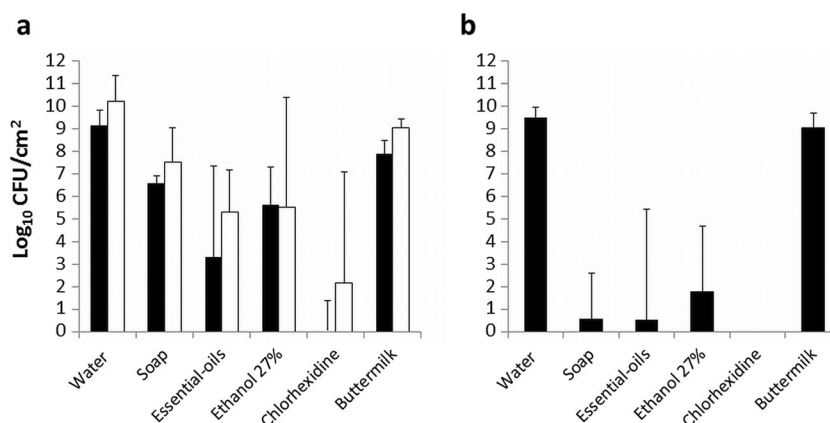 a
b
Log₁₀ CFU/cm²
12
11
10
9
8
7
6
5
4
3
2
1
0
Water
Soap
Essential-oils
Ethanol 27%
Chlorhexidine
Buttermilk
12
11
10
9
8
7
6
5
4
3
2
1
0
Water
Soap
Essential-oils
Ethanol 27%
Chlorhexidine
Buttermilk